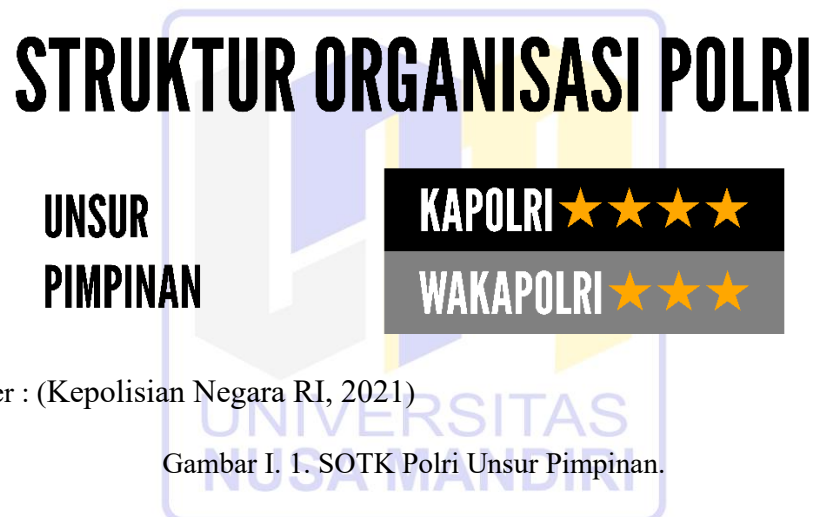 STRUKTUR ORGANISASI POLRI
UNSUR
PIMPINAN
KAPOLRI ★★★★
WAKAPOLRI ★★★
er : (Kepolisian Negara RI, 2021)
UNIVERSITAS
Gambar I. 1. SOTK Polri Unsur Pimpinan.
NUSA MANDIRI